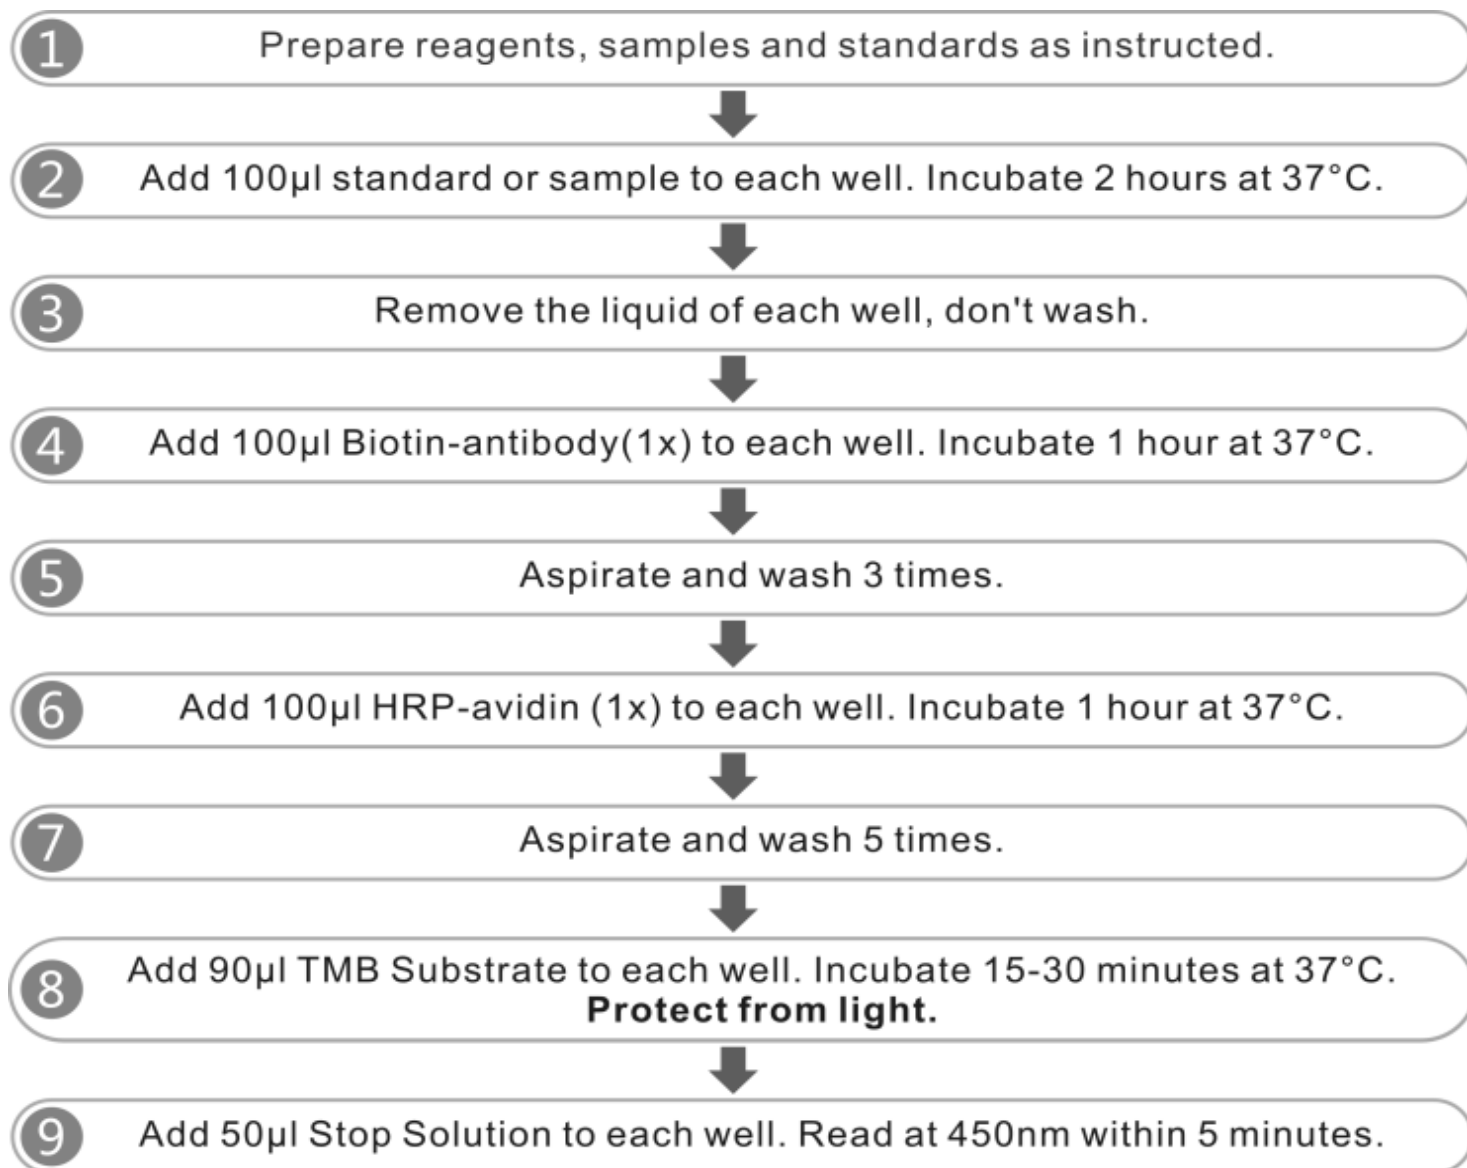 1 Prepare reagents, samples and standards as instructed.
2 Add 100µl standard or sample to each well. Incubate 2 hours at 37°C.
3 Remove the liquid of each well, don't wash.
4 Add 100µl Biotin-antibody(1x) to each well. Incubate 1 hour at 37°C.
5 Aspirate and wash 3 times.
6 Add 100µl HRP-avidin (1x) to each well. Incubate 1 hour at 37°C.
7 Aspirate and wash 5 times.
8 Add 90µl TMB Substrate to each well. Incubate 15-30 minutes at 37°C.
Protect from light.
9 Add 50µl Stop Solution to each well. Read at 450nm within 5 minutes.